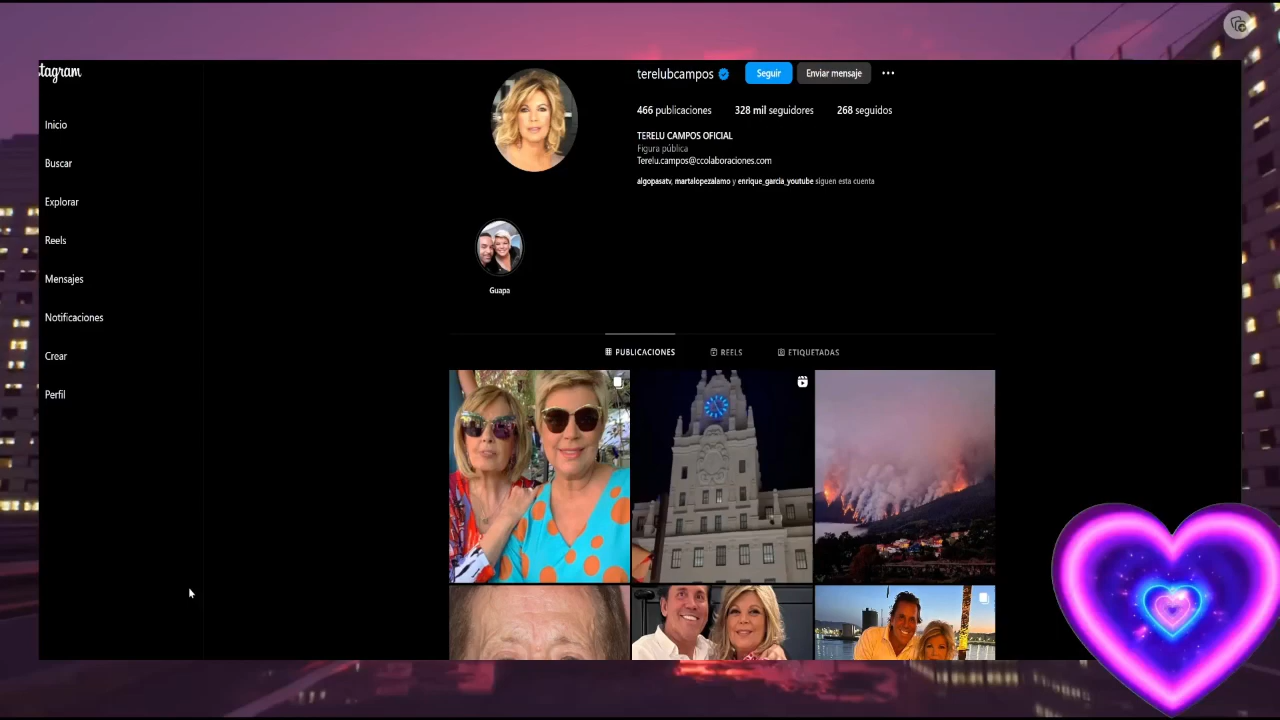 tagram
Inicio
Buscar
Explorar
Reels
Mensajes
Notificaciones
Crear
Perfil
terelubcampos Seguir Enviar mensaje
466 publicaciones 328 mil seguidores 268 seguidos
TERELU CAMPOS OFICIAL
Figura pública
Terelu.campos@ccolaboraciones.com
algopasatv, martalopezalamo y enrique_garcia_youtube siguen esta cuenta
Guapa
PUBLICACIONES REELS ETIQUETADAS